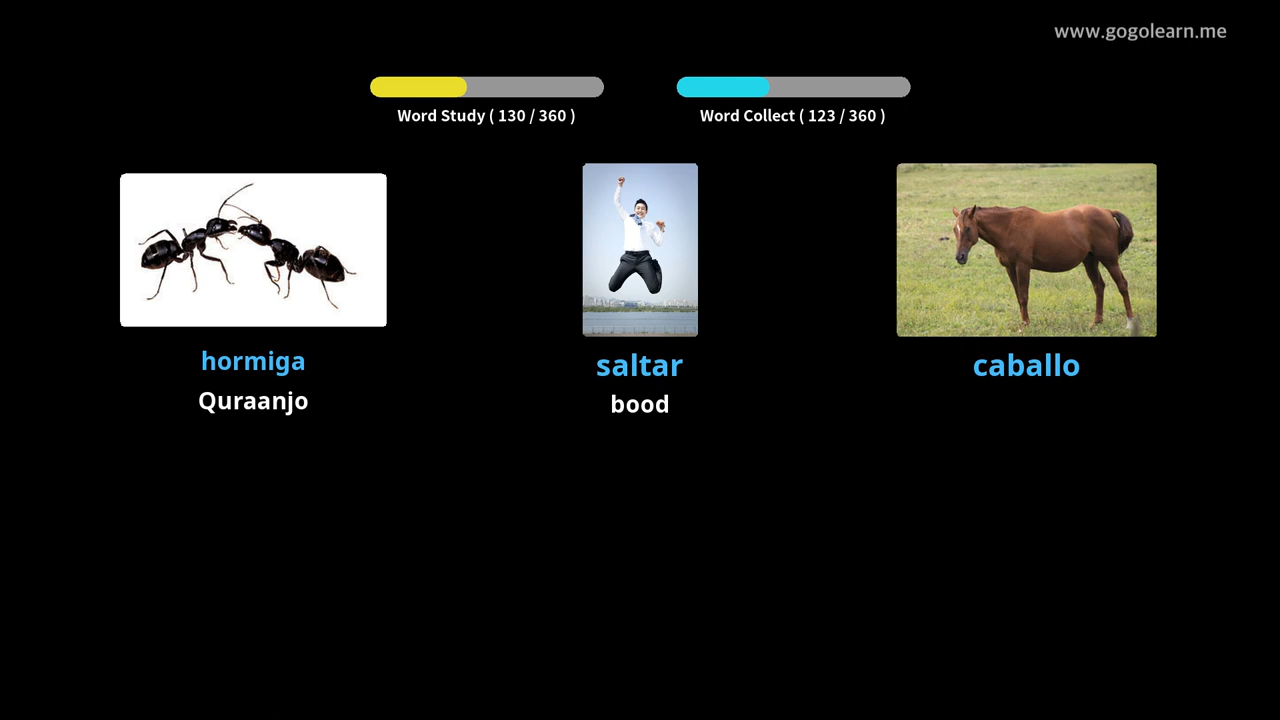 www.gogolearn.me
Word Study ( 130 / 360 )
Word Collect ( 123 / 360 )
hormiga
Quraanjo
saltar
bood
caballo